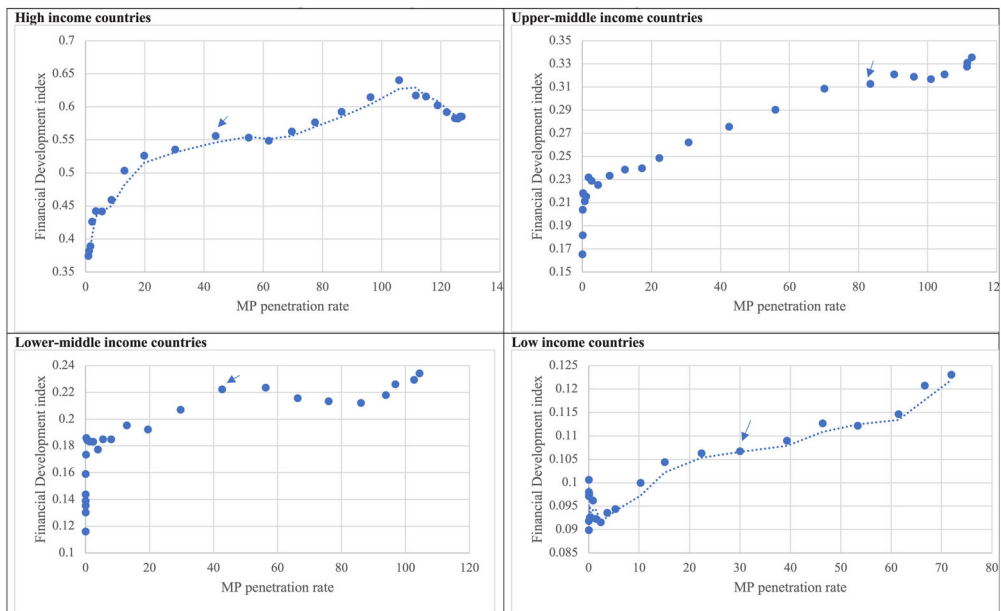 High income countries
Financial Development index
0.7
0.65
0.6
0.55
0.5
0.45
0.4
0.35
0 20 40 60 80 100 120 14
MP penetration rate
Upper-middle income countries
Financial Development index
0.35
0.33
0.31
0.29
0.27
0.25
0.23
0.21
0.19
0.17
0.15
0 20 40 60 80 100 12
MP penetration rate
Lower-middle income countries
Financial Development index
0.24
0.22
0.2
0.18
0.16
0.14
0.12
0.1
0 20 40 60 80 100 120
MP penetration rate
Low income countries
Financial Development index
0.125
0.12
0.115
0.11
0.105
0.1
0.095
0.09
0.085
0 10 20 30 40 50 60 70 80
MP penetration rate